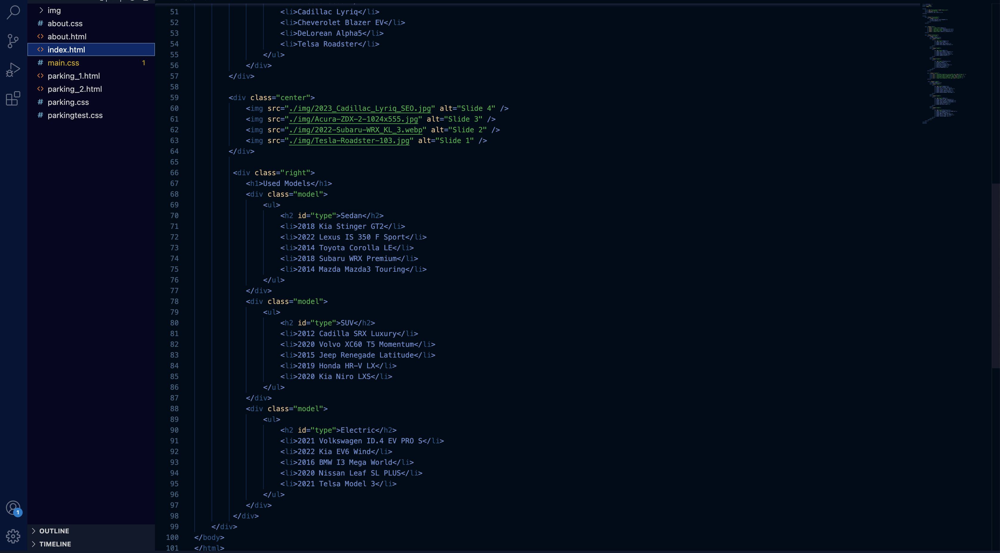 img
# about.css
<> about.html
<> index.html
# main.css 1
<> parking_1.html
<> parking_2.html
# parking.css
# parkingtest.css
1
> OUTLINE
> TIMELINE
51 <li>Cadillac Lyriq</li>
52 <li>Cheverolet Blazer EV</li>
53 <li>DeLorean Alpha5</li>
54 <li>Telsa Roadster</li>
55 </ul>
56 </div>
57 </div>
58
59 <div class="center">
60 <img src="./img/2023_Cadillac_Lyriq_SEO.jpg" alt="Slide 4" />
61 <img src="./img/Acura-ZDX-2-1024x555.jpg" alt="Slide 3" />
62 <img src="./img/2022-Subaru-WRX_KL_3.webp" alt="Slide 2" />
63 <img src="./img/Tesla-Roadster-103.jpg" alt="Slide 1" />
64 </div>
65
66 <div class="right">
67 <h1>Used Models</h1>
68 <div class="model">
69 <ul>
70 <h2 id="type">Sedan</h2>
71 <li>2018 Kia Stinger GT2</li>
72 <li>2022 Lexus IS 350 F Sport</li>
73 <li>2014 Toyota Corolla LE</li>
74 <li>2018 Subaru WRX Premium</li>
75 <li>2014 Mazda Mazda3 Touring</li>
76 </ul>
77 </div>
78 <div class="model">
79 <ul>
80 <h2 id="type">SUV</h2>
81 <li>2012 Cadilla SRX Luxury</li>
82 <li>2020 Volvo XC60 T5 Momentum</li>
83 <li>2015 Jeep Renegade Latitude</li>
84 <li>2019 Honda HR-V LX</li>
85 <li>2020 Kia Niro LXS</li>
86 </ul>
87 </div>
88 <div class="model">
89 <ul>
90 <h2 id="type">Electric</h2>
91 <li>2021 Volkswagen ID.4 EV PRO S</li>
92 <li>2022 Kia EV6 Wind</li>
93 <li>2016 BMW I3 Mega World</li>
94 <li>2020 Nissan Leaf SL PLUS</li>
95 <li>2021 Telsa Model 3</li>
96 </ul>
97 </div>
98 </div>
99 </div>
100 </body>
101 </html>